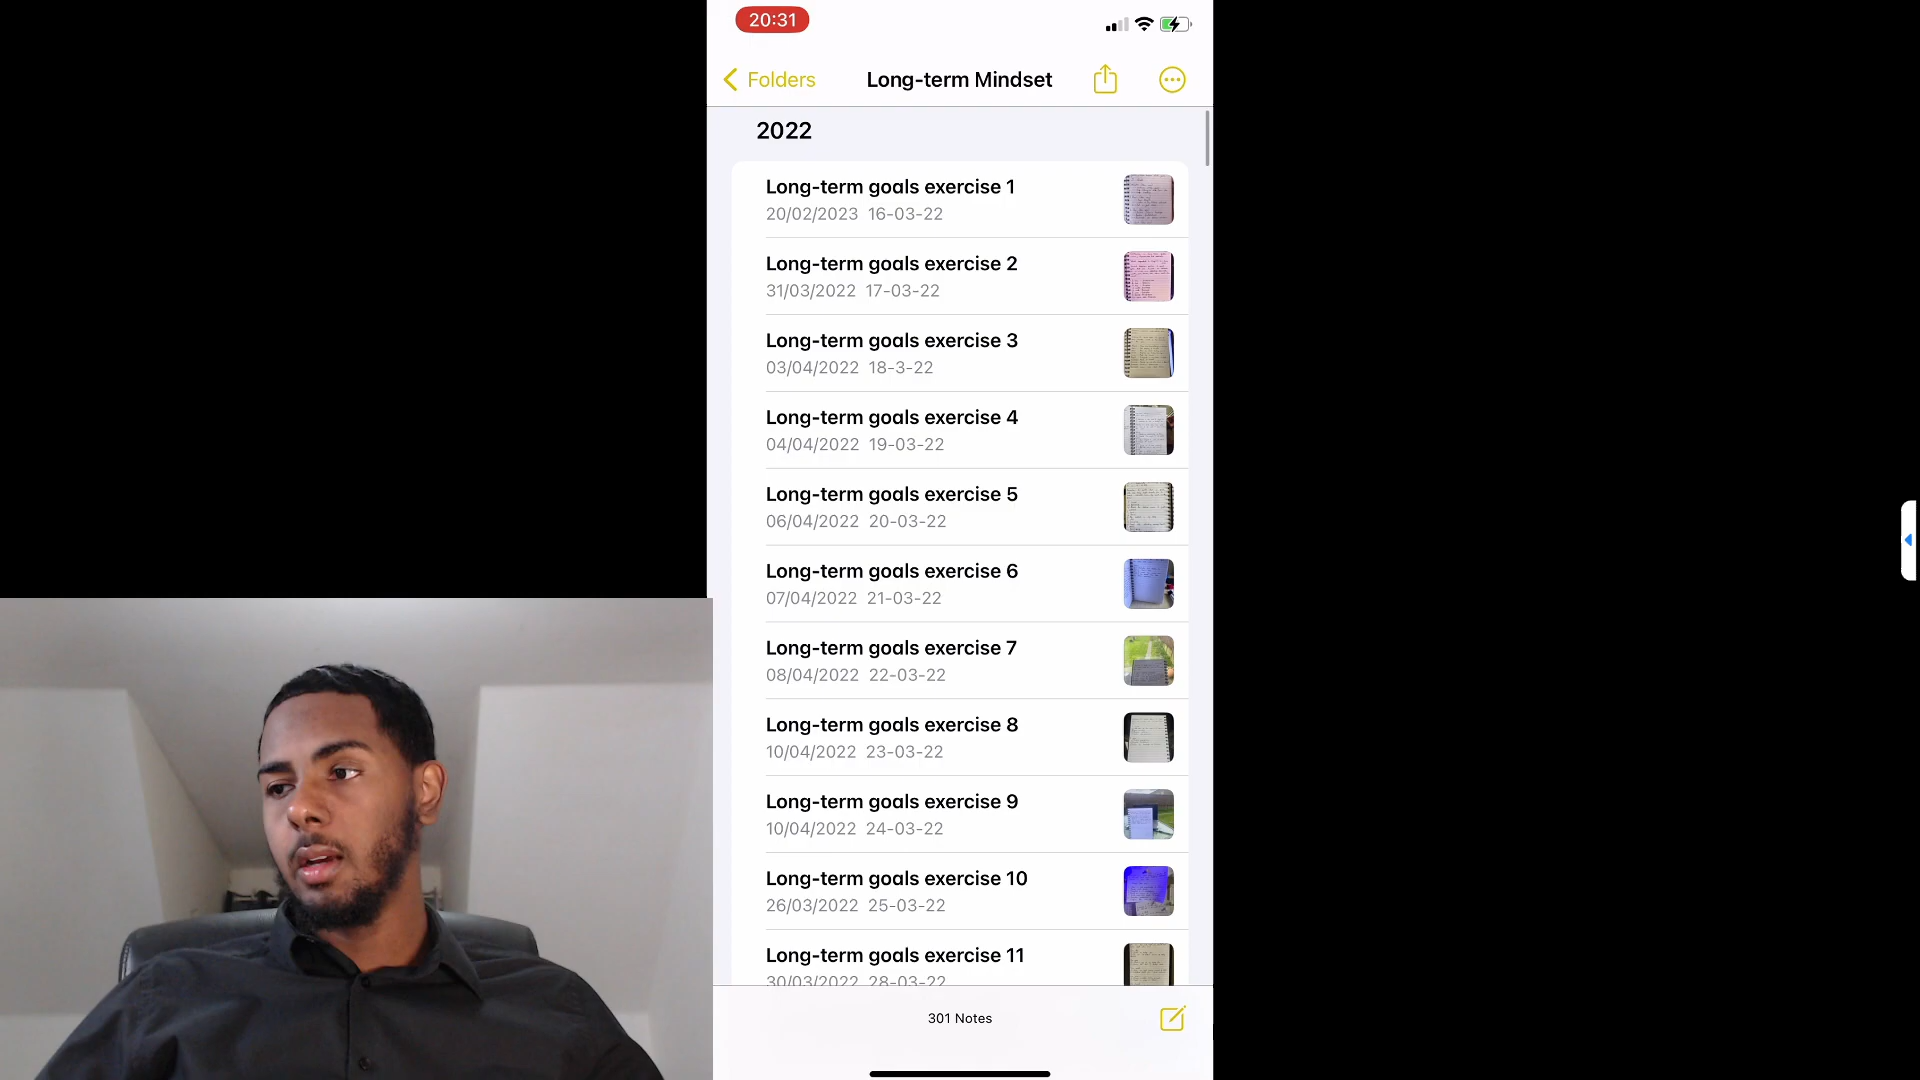 20:31
Folders
Long-term Mindset
2022
Long-term goals exercise 1
20/02/2023 16-03-22
Long-term goals exercise 2
31/03/2022 17-03-22
Long-term goals exercise 3
03/04/2022 18-3-22
Long-term goals exercise 4
04/04/2022 19-03-22
Long-term goals exercise 5
06/04/2022 20-03-22
Long-term goals exercise 6
07/04/2022 21-03-22
Long-term goals exercise 7
08/04/2022 22-03-22
Long-term goals exercise 8
10/04/2022 23-03-22
Long-term goals exercise 9
10/04/2022 24-03-22
Long-term goals exercise 10
26/03/2022 25-03-22
Long-term goals exercise 11
30/03/2022 28-03-22
301 Notes